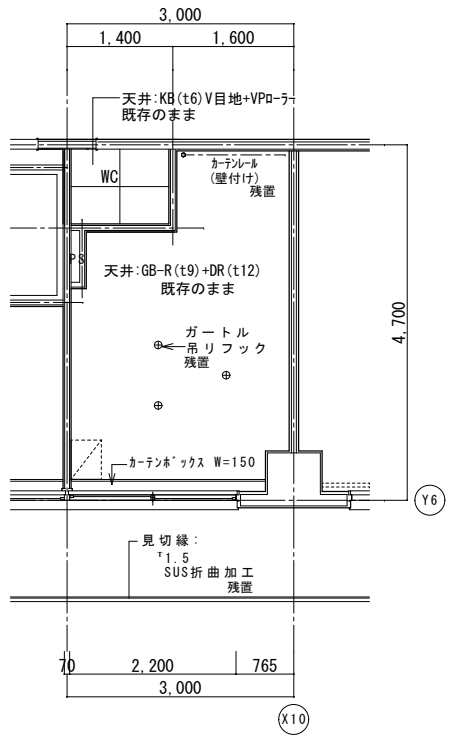 3,000
1,400
1,600
天井:KB(t6)V目地+VPローラー
既存のまま
WC
カーテンレール
(壁付け)
残置
PS
天井:GB-R(t9)+DR(t12)
既存のまま
ガートル
吊リフック
残置
4,700
カーテンボックス W=150
Y6
見切縁:
T1.5
SUS折曲加工
残置
70
2,200
765
3,000
X10